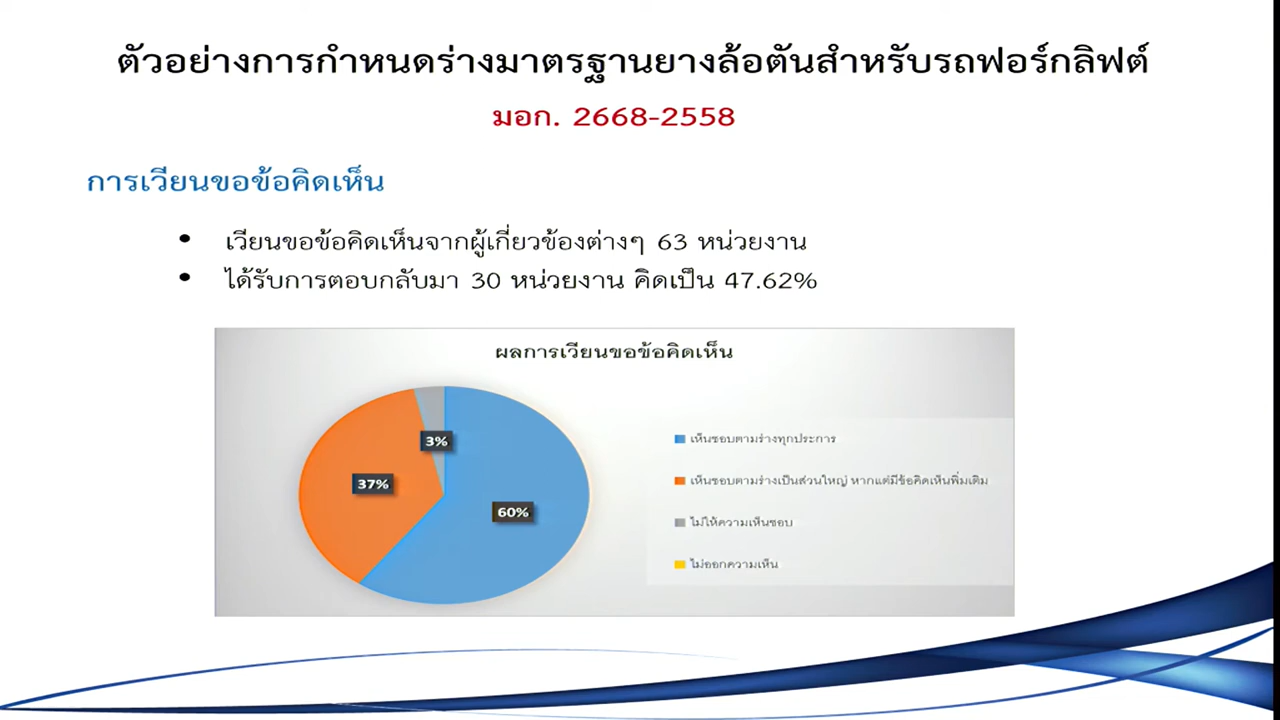 ตัวอย่างการกำหนดร่างมาตรฐานยางล้อตันสำหรับรถฟอร์กลิฟต์
มอก. 2668-2558
การเวียนขอข้อคิดเห็น
• เวียนขอข้อคิดเห็นจากผู้เกี่ยวข้องต่างๆ 63 หน่วยงาน
• ได้รับการตอบกลับมา 30 หน่วยงาน คิดเป็น 47.62%
ผลการเวียนขอข้อคิดเห็น
3%
37%
60%
เห็นชอบตามร่างทุกประการ
เห็นชอบตามร่างเป็นส่วนใหญ่ หากแต่มีข้อคิดเห็นพิ่มเติม
ไม่ให้ความเห็นชอบ
ไม่ออกความเห็น